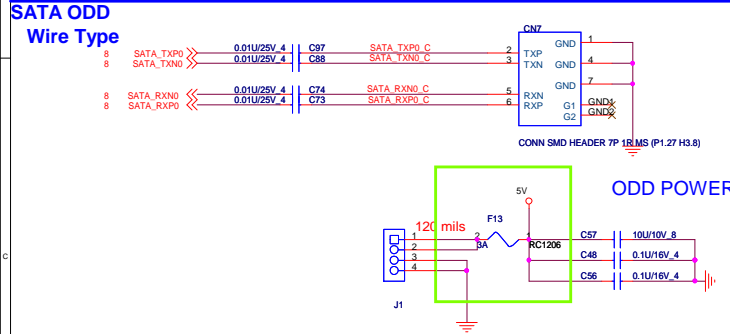 SATA ODD
Wire Type
CN7
8 SATA_TXP0 0.01U/25V_4 C97 SATA_TXP0_C 2 TXP GND 1
8 SATA_TXN0 0.01U/25V_4 C88 SATA_TXN0_C 3 TXN GND 4
GND 7
8 SATA_RXN0 0.01U/25V_4 C74 SATA_RXN0_C 5 RXN
8 SATA_RXP0 0.01U/25V_4 C73 SATA_RXP0_C 6 RXP
G1 GND1
G2 GND2
CONN SMD HEADER 7P 1R MS (P1.27 H3.8)
5V
ODD POWER
120 mils F13
1 2 3A 1 RC1206 C57 10U/10V_8
2
3 C48 0.1U/16V_4
4 C56 0.1U/16V_4
J1
C